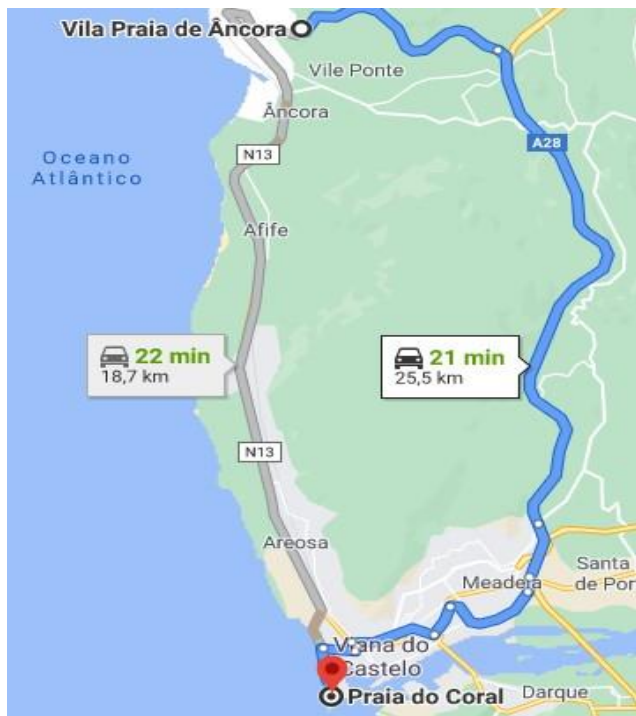 Vila Praia de Âncora
Vile Ponte
Âncora
A28
N13
Oceano
Atlântico
Afife
22 min
18,7 km
21 min
25,5 km
N13
Areosa
Santa
de Por
Meadela
Viana do
Castelo
Praia do Coral
Darque